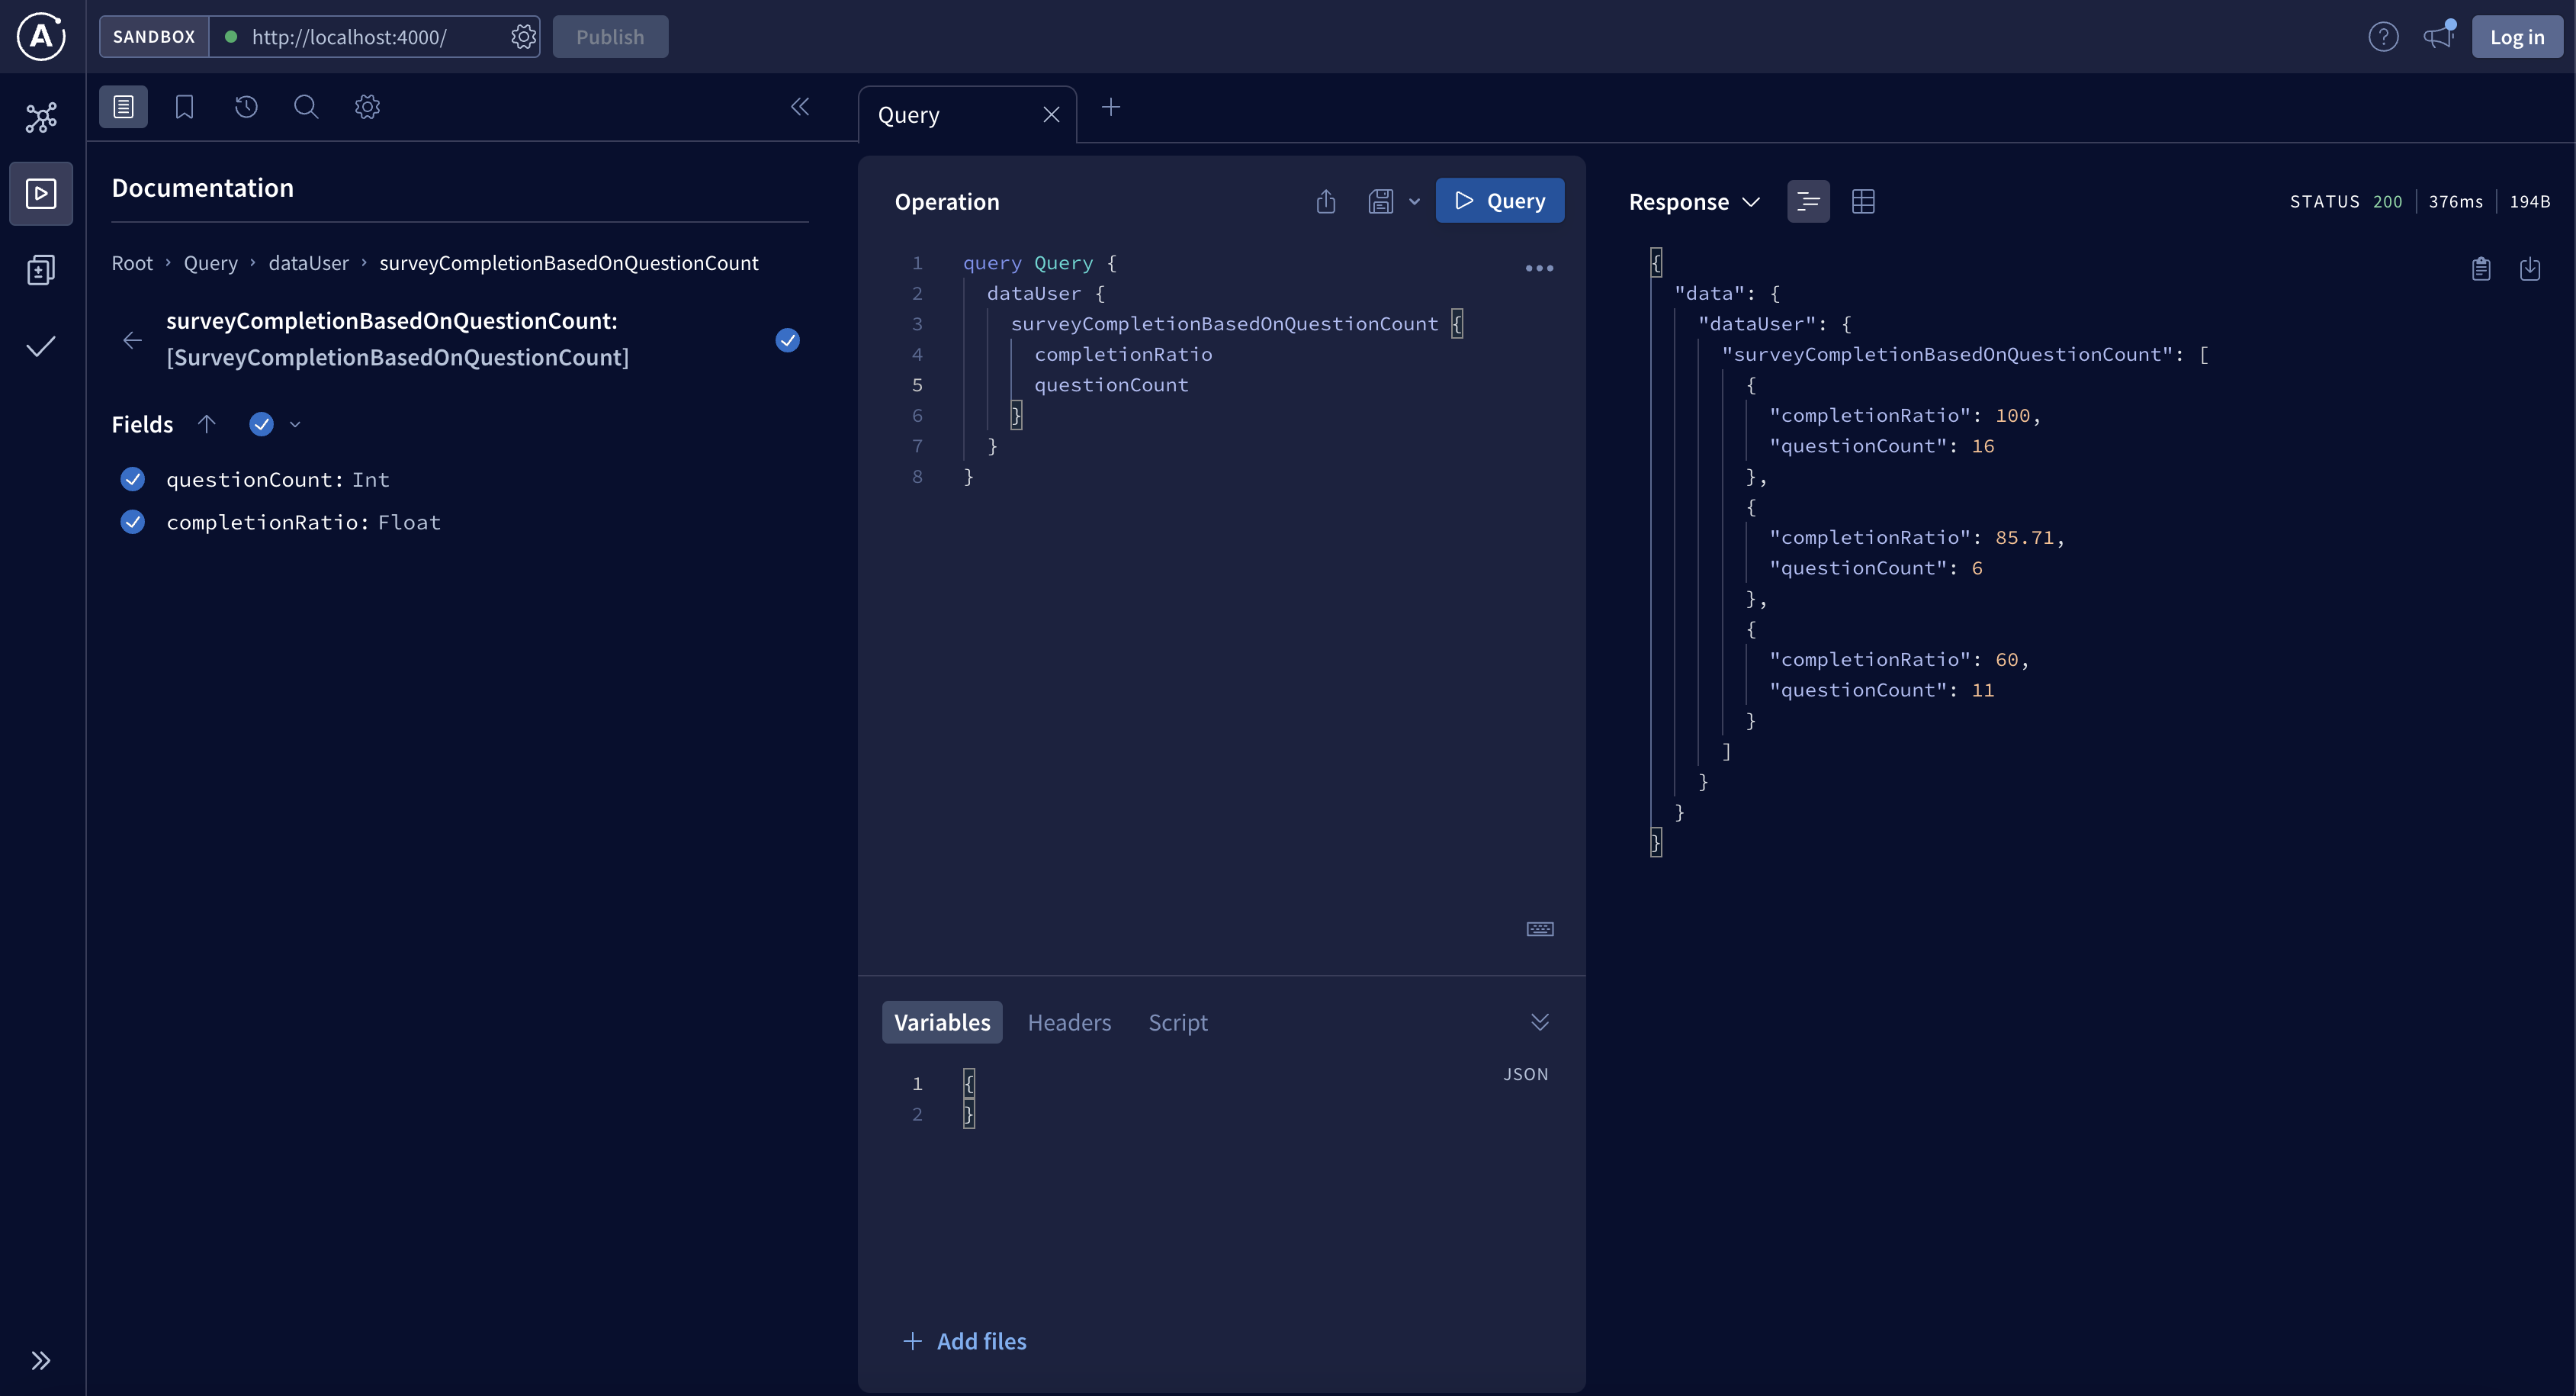 SANDBOX
http://localhost:4000/
Publish
Log in
Documentation
Root › Query › dataUser › surveyCompletionBasedOnQuestionCount
surveyCompletionBasedOnQuestionCount:
[SurveyCompletionBasedOnQuestionCount]
Fields
questionCount: Int
completionRatio: Float
Query
Operation
Query
1 query Query {
2 dataUser {
3 surveyCompletionBasedOnQuestionCount {
4 completionRatio
5 questionCount
6 }
7 }
8 }
Variables
Headers
Script
JSON
1 {
2 }
Add files
Response
STATUS 200
376ms
194B
{
"data": {
"dataUser": {
"surveyCompletionBasedOnQuestionCount": [
{
"completionRatio": 100,
"questionCount": 16
},
{
"completionRatio": 85.71,
"questionCount": 6
},
{
"completionRatio": 60,
"questionCount": 11
}
]
}
}
}